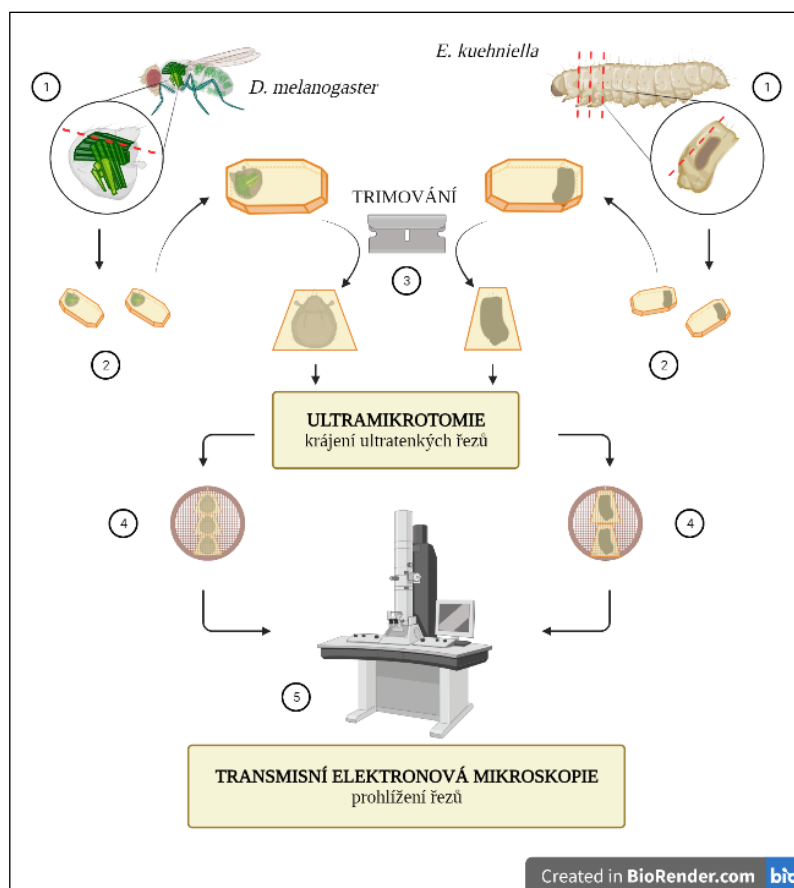 E. kuehniella
1
D. melanogaster
1
TRIMOVÁNÍ
3
2
2
ULTRAMIKROTOMIE
krájení ultratenkých řezů
4
4
5
TRANSMISNÍ ELEKTRONOVÁ MIKROSKOPIE
prohlížení řezů
Created in BioRender.com bio